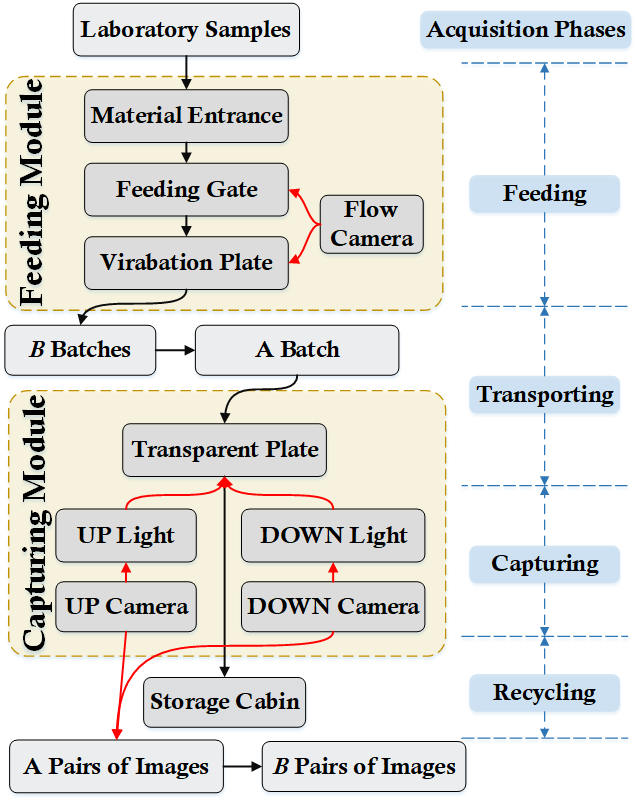 Laboratory Samples
Acquisition Phases
Feeding Module
Material Entrance
Feeding Gate
Flow
Camera
Virabation Plate
Feeding
B Batches
A Batch
Transporting
Capturing Module
Transparent Plate
UP Light
DOWN Light
UP Camera
DOWN Camera
Capturing
Storage Cabin
Recycling
A Pairs of Images
B Pairs of Images